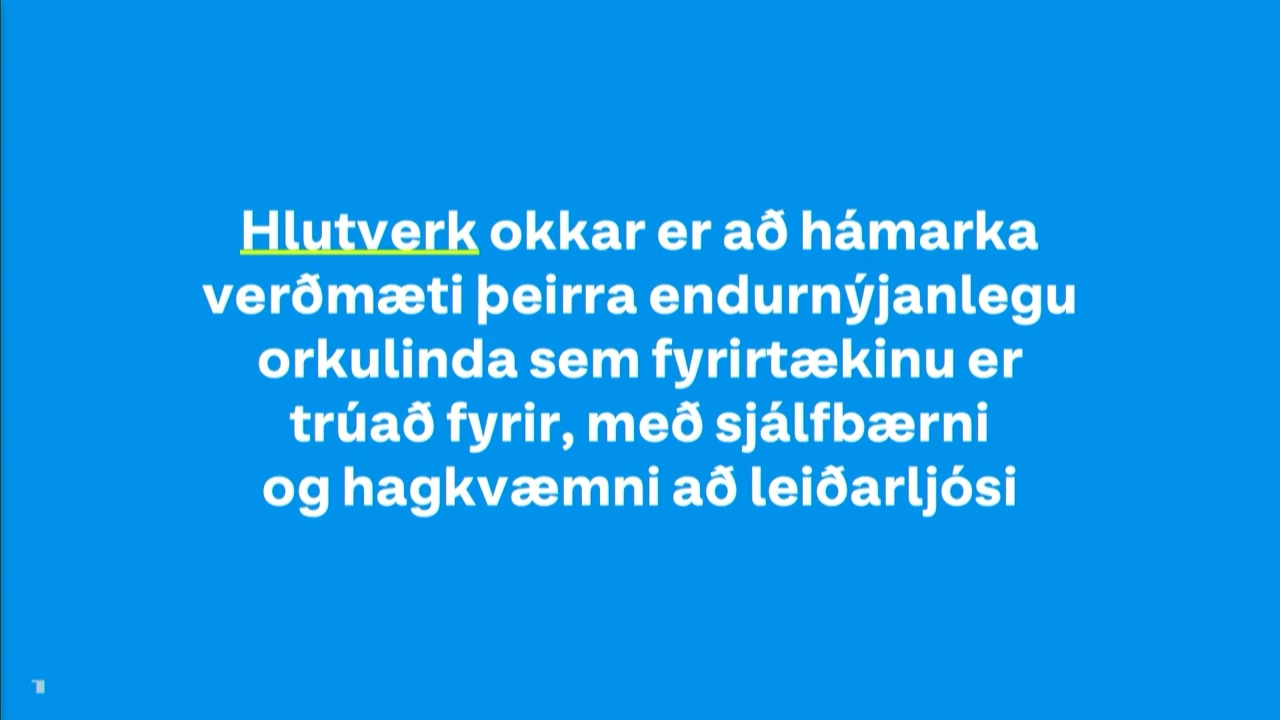 Hlutverk okkar er að hámarka
verðmæti þeirra endurnýjanlegu
orkulinda sem fyrirtækinu er
trúað fyrir, með sjálfbærni
og hagkvæmni að leiðarljósi